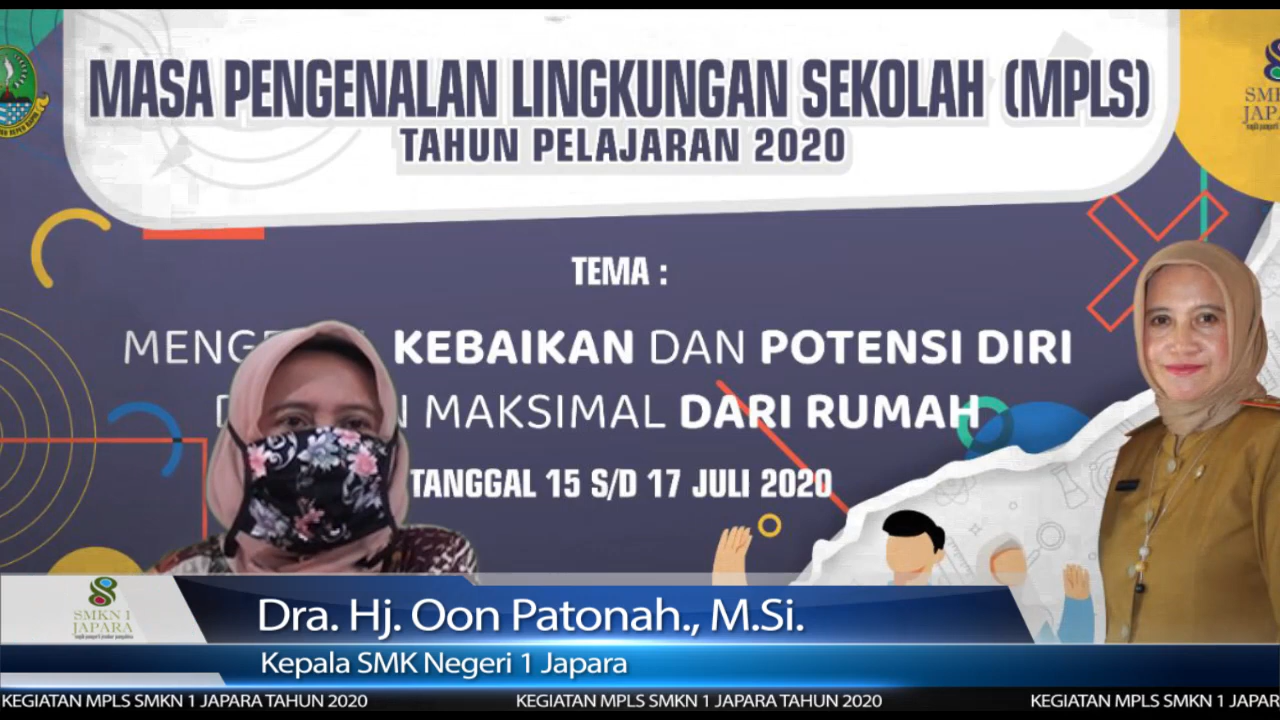 MASA PENGENALAN LINGKUNGAN SEKOLAH (MPLS)
TAHUN PELAJARAN 2020
TEMA :
KEBAIKAN DAN POTENSI DIRI
MAKSIMAL DARI RUMAH
TANGGAL 15 S/D 17 JULI 2020
SMKN 1
JAPARA
Dra. Hj. Oon Patonah., M.Si.
Kepala SMK Negeri 1 Japara
KEGIATAN MPLS SMKN 1 JAPARA TAHUN 2020 KEGIATAN MPLS SMKN 1 JAPARA TAHUN 2020 KEGIATAN MPLS SMKN 1 JAPAR